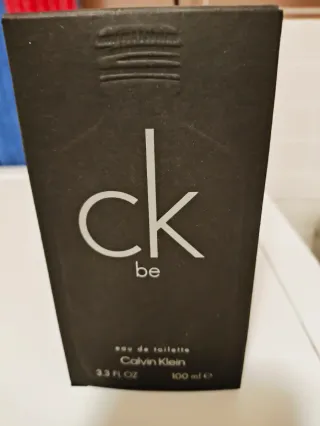 ck
be
eau de toilette
Calvin Klein
3.3 FL OZ 100 ml ℮